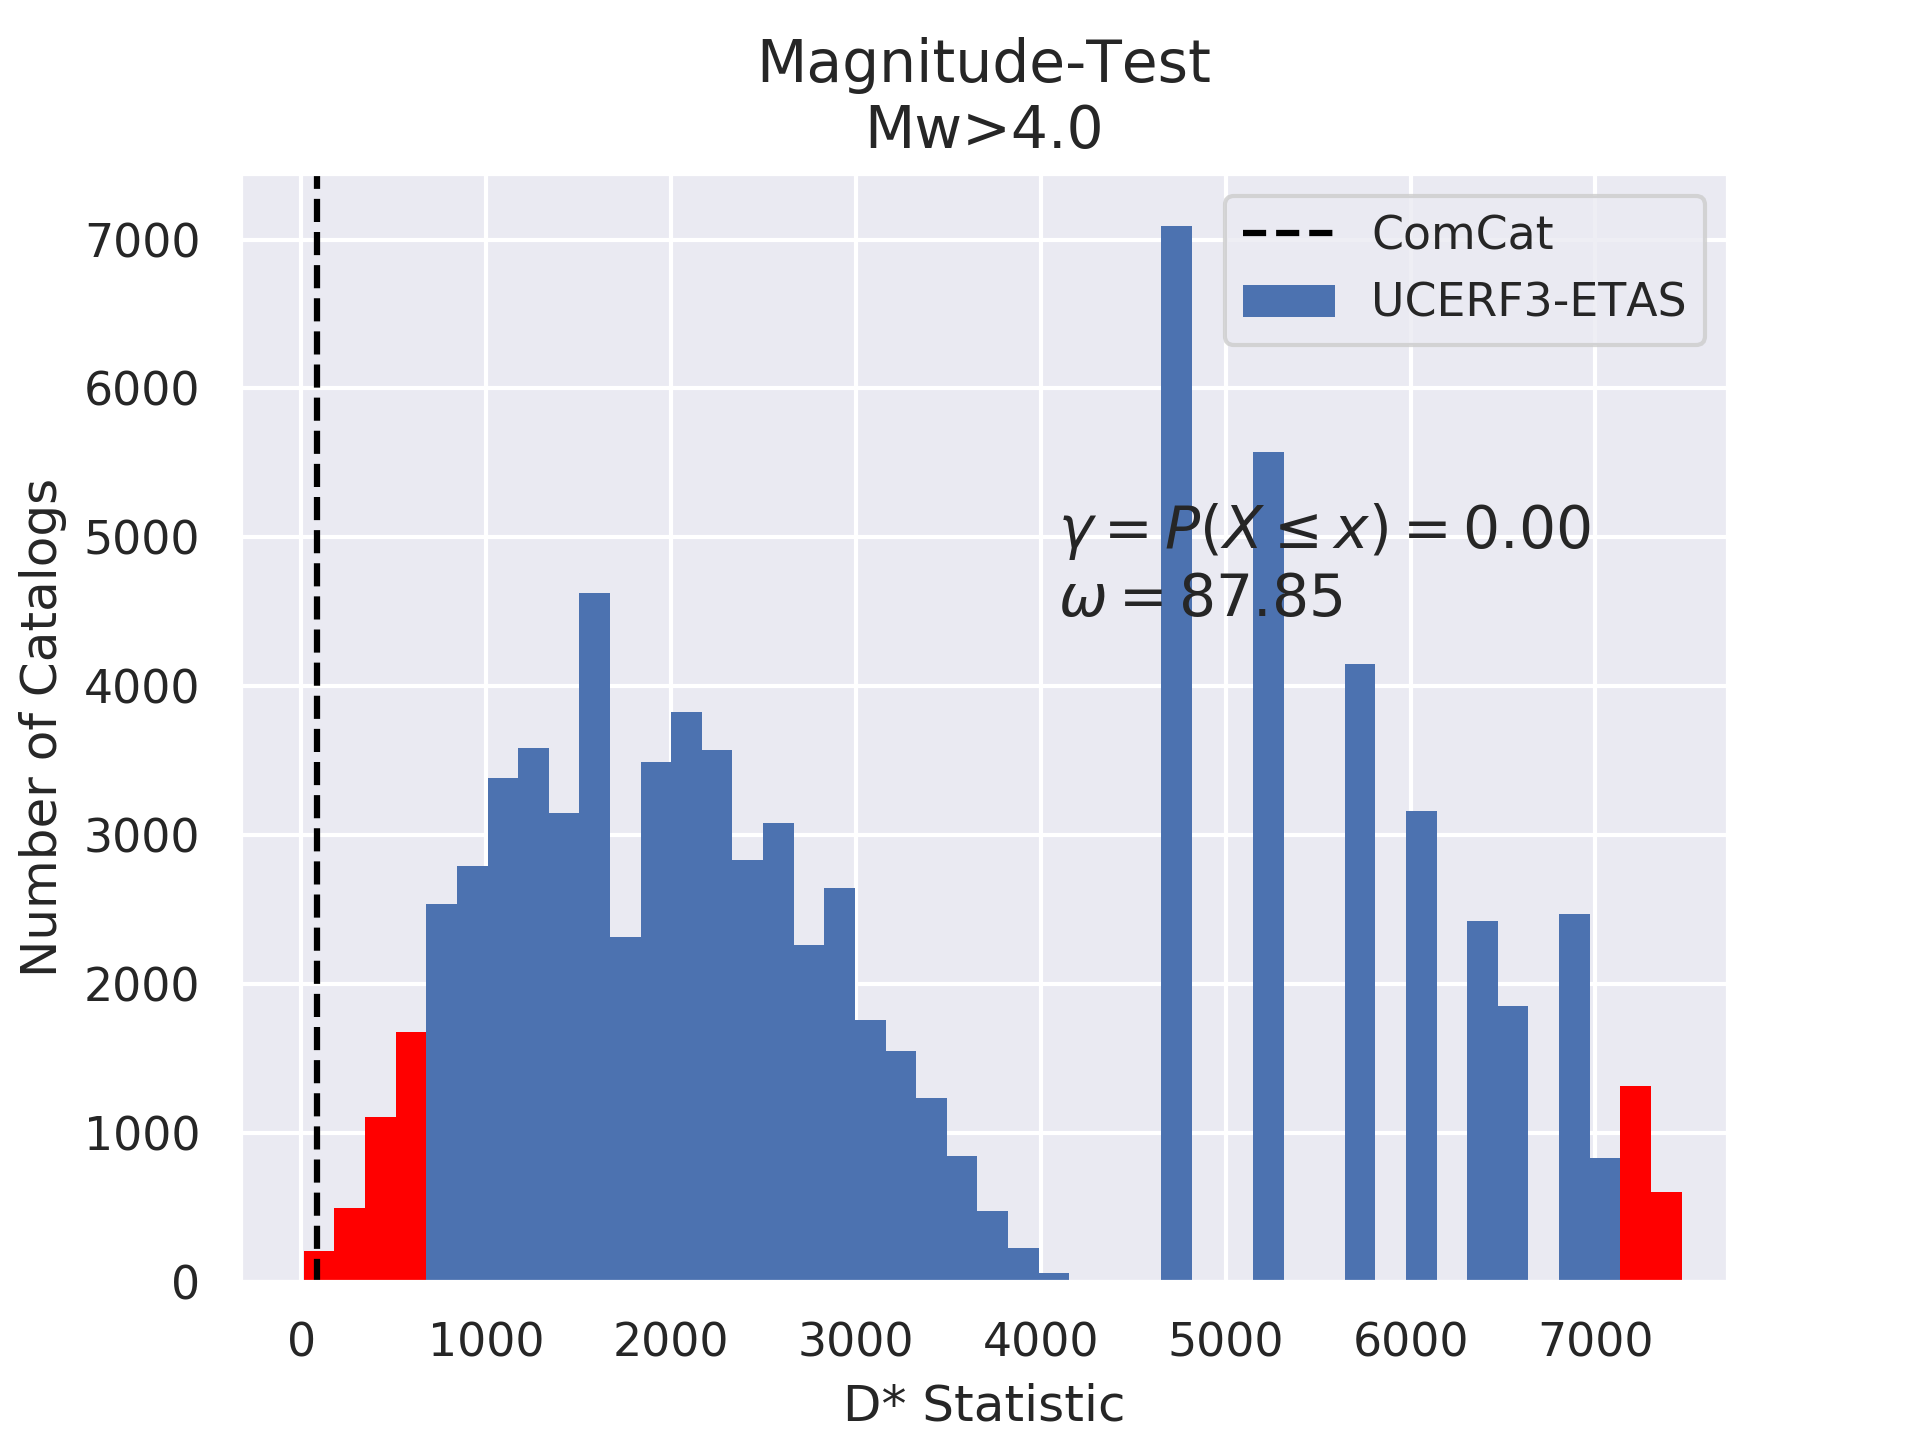 Magnitude-Test
Mw>4.0
Number of Catalogs
7000
6000
5000
4000
3000
2000
1000
0
ComCat
UCERF3-ETAS
γ = P(X ≤ x) = 0.00
ω = 87.85
0 1000 2000 3000 4000 5000 6000 7000
D* Statistic